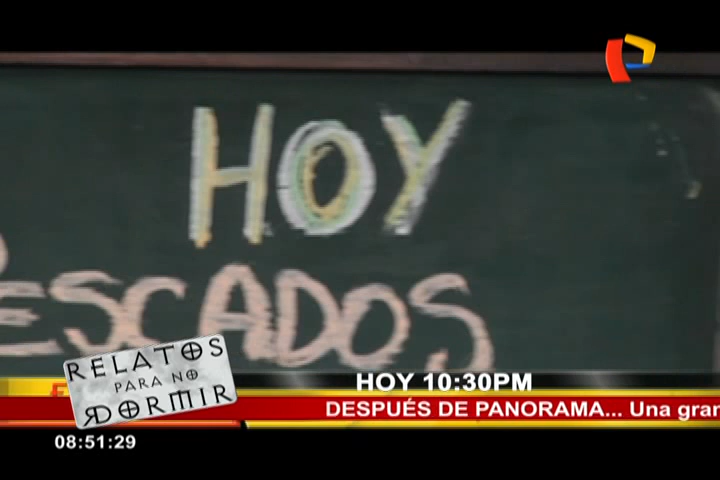 HOY
ESCADOS
RELATOS
PARA NO
DORMIR
HOY 10:30PM
DESPUÉS DE PANORAMA... Una gran
08:51:29